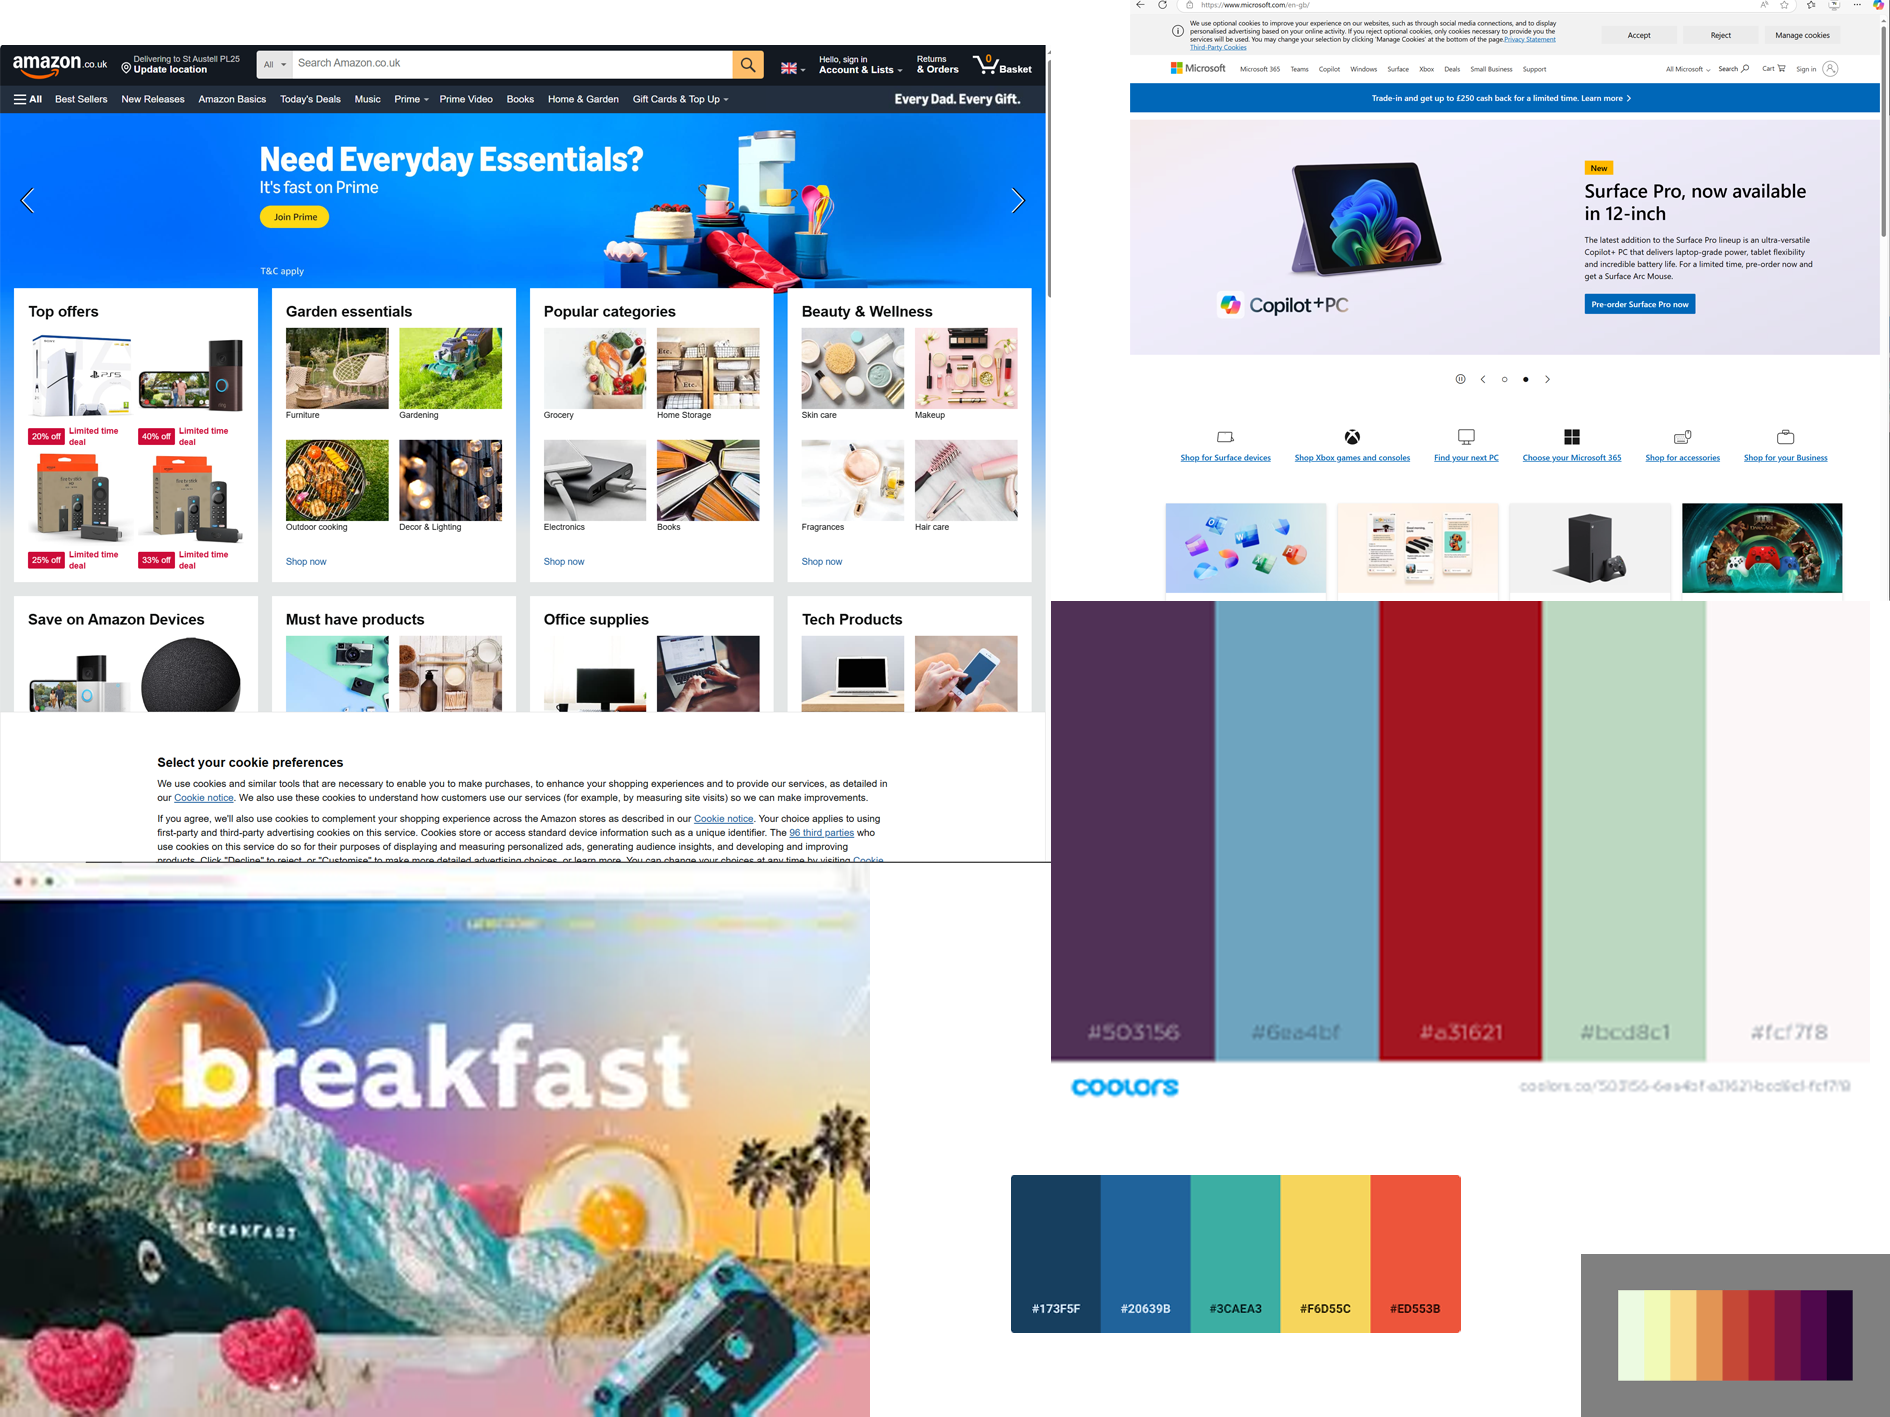 amazon.co.uk
Delivering to St Austell PL25
Update location
All
Search Amazon.co.uk
Hello, sign in
Account & Lists
Returns
& Orders
0
Basket
All
Best Sellers
New Releases
Amazon Basics
Today's Deals
Music
Prime
Prime Video
Books
Home & Garden
Gift Cards & Top Up
Every Dad. Every Gift.
Need Everyday Essentials?
It's fast on Prime
Join Prime
T&C apply
Top offers
PS5
20% off
Limited time
deal
40% off
Limited time
deal
25% off
Limited time
deal
33% off
Limited time
deal
Garden essentials
Furniture
Gardening
Outdoor cooking
Decor & Lighting
Shop now
Popular categories
Etc.
Grocery
Home Storage
Electronics
Books
Shop now
Beauty & Wellness
Skin care
Makeup
Fragrances
Hair care
Shop now
Save on Amazon Devices
Must have products
Office supplies
Tech Products
Select your cookie preferences
We use cookies and similar tools that are necessary to enable you to make purchases, to enhance your shopping experiences and to provide our services, as detailed in
our Cookie notice. We also use these cookies to understand how customers use our services (for example, by measuring site visits) so we can make improvements.
If you agree, we'll also use cookies to complement your shopping experience across the Amazon stores as described in our Cookie notice. Your choice applies to using
first-party and third-party advertising cookies on this service. Cookies store or access standard device information such as a unique identifier. The 96 third parties who
use cookies on this service do so for their purposes of displaying and measuring personalized ads, generating audience insights, and developing and improving
products. Click "Decline" to reject, or "Customise" to make more detailed advertising choices, or learn more. You can change your choices at any time by visiting Cookie
https://www.microsoft.com/en-gb/
We use optional cookies to improve your experience on our websites, such as through social media connections, and to display
personalised advertising based on your online activity. If you reject optional cookies, only cookies necessary to provide you the
services will be used. You may change your selection by clicking 'Manage Cookies' at the bottom of the page.Privacy Statement
Third-Party Cookies
Accept
Reject
Manage cookies
Microsoft
Microsoft 365
Teams
Copilot
Windows
Surface
Xbox
Deals
Small Business
Support
All Microsoft
Search
Cart
Sign in
Trade-in and get up to £250 cash back for a limited time. Learn more
New
Surface Pro, now available
in 12-inch
The latest addition to the Surface Pro lineup is an ultra-versatile
Copilot+ PC that delivers laptop-grade power, tablet flexibility
and incredible battery life. For a limited time, pre-order now and
get a Surface Arc Mouse.
Pre-order Surface Pro now
Copilot+PC
Shop for Surface devices
Shop Xbox games and consoles
Find your next PC
Choose your Microsoft 365
Shop for accessories
Shop for your Business
#503156
#6ea4bf
#a31621
#bcd8c1
#fcf7f8
coolors
coolors.co/503156-6ea4bf-a31621-bcd8c1-fcf7f8
breakfast
BREAKFAST
#173F5F
#20639B
#3CAEA3
#F6D55C
#ED553B